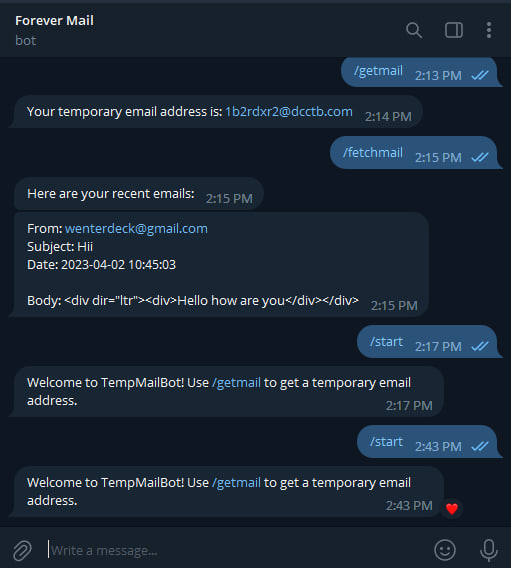 Forever Mail
bot
/getmail 2:13 PM
Your temporary email address is: 1b2rdxr2@dcctb.com 2:14 PM
/fetchmail 2:15 PM
Here are your recent emails: 2:15 PM
From: wenterdeck@gmail.com
Subject: Hii
Date: 2023-04-02 10:45:03
Body: <div dir="ltr"><div>Hello how are you</div></div> 2:15 PM
/start 2:17 PM
Welcome to TempMailBot! Use /getmail to get a temporary email
address. 2:17 PM
/start 2:43 PM
Welcome to TempMailBot! Use /getmail to get a temporary email
address. 2:43 PM
Write a message...